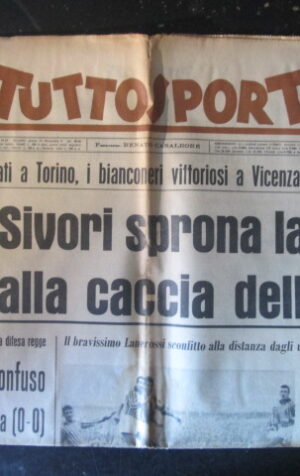 TUTTOSPORT
Fondatore: RENATO CASALBORE
ati a Torino, i bianconeri vittoriosi a Vicenza
Sivori sprona la
alla caccia dell
a difesa regge
Il bravissimo Lanerossi sconfitto alla distanza dagli u
onfuso
a (0-0)